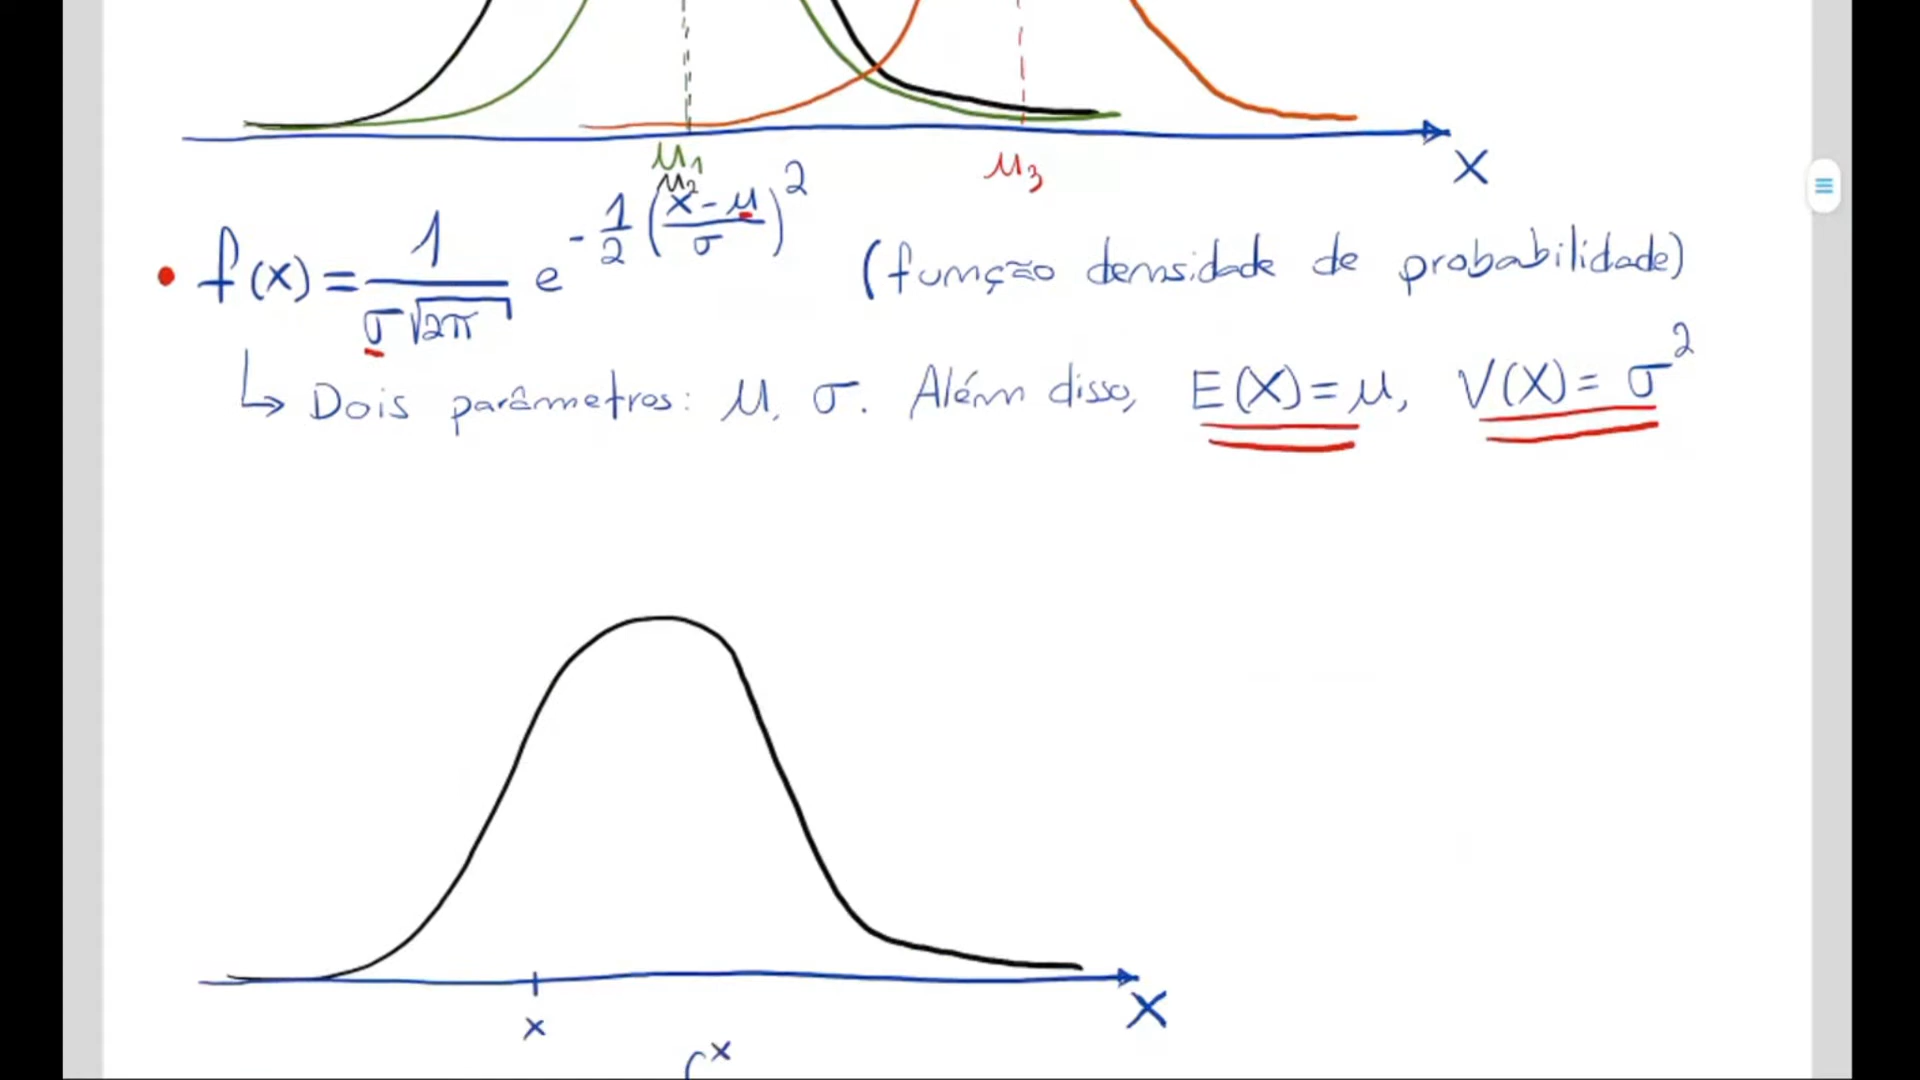 μ₁
μ₂
μ₃
X
• f(x) = 1/(σ√2π) e^(-1/2 ((x-μ)/σ)²) (função densidade de probabilidade)
↳ Dois parâmetros: μ, σ. Além disso, E(X) = μ, V(X) = σ²
X
x
∫ˣ